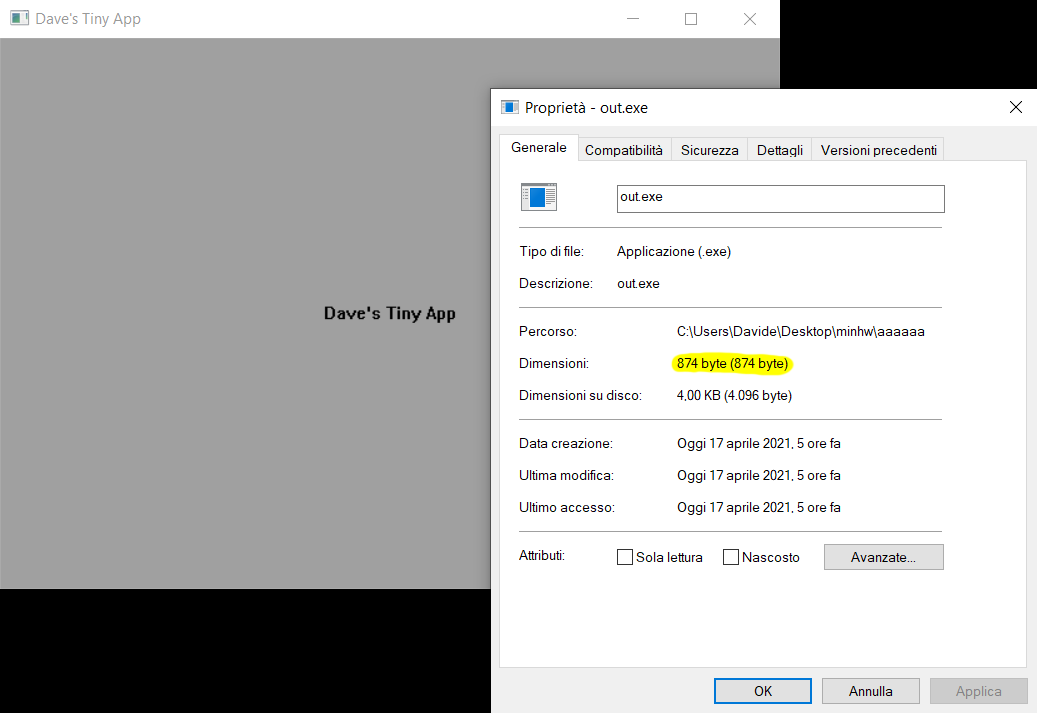 Dave's Tiny App
Dave's Tiny App
Proprietà - out.exe
Generale Compatibilità Sicurezza Dettagli Versioni precedenti
out.exe
Tipo di file: Applicazione (.exe)
Descrizione: out.exe
Percorso: C:\Users\Davide\Desktop\minhw\aaaaaa
Dimensioni: 874 byte (874 byte)
Dimensioni su disco: 4,00 KB (4.096 byte)
Data creazione: Oggi 17 aprile 2021, 5 ore fa
Ultima modifica: Oggi 17 aprile 2021, 5 ore fa
Ultimo accesso: Oggi 17 aprile 2021, 5 ore fa
Attributi: Sola lettura Nascosto Avanzate...
OK Annulla Applica